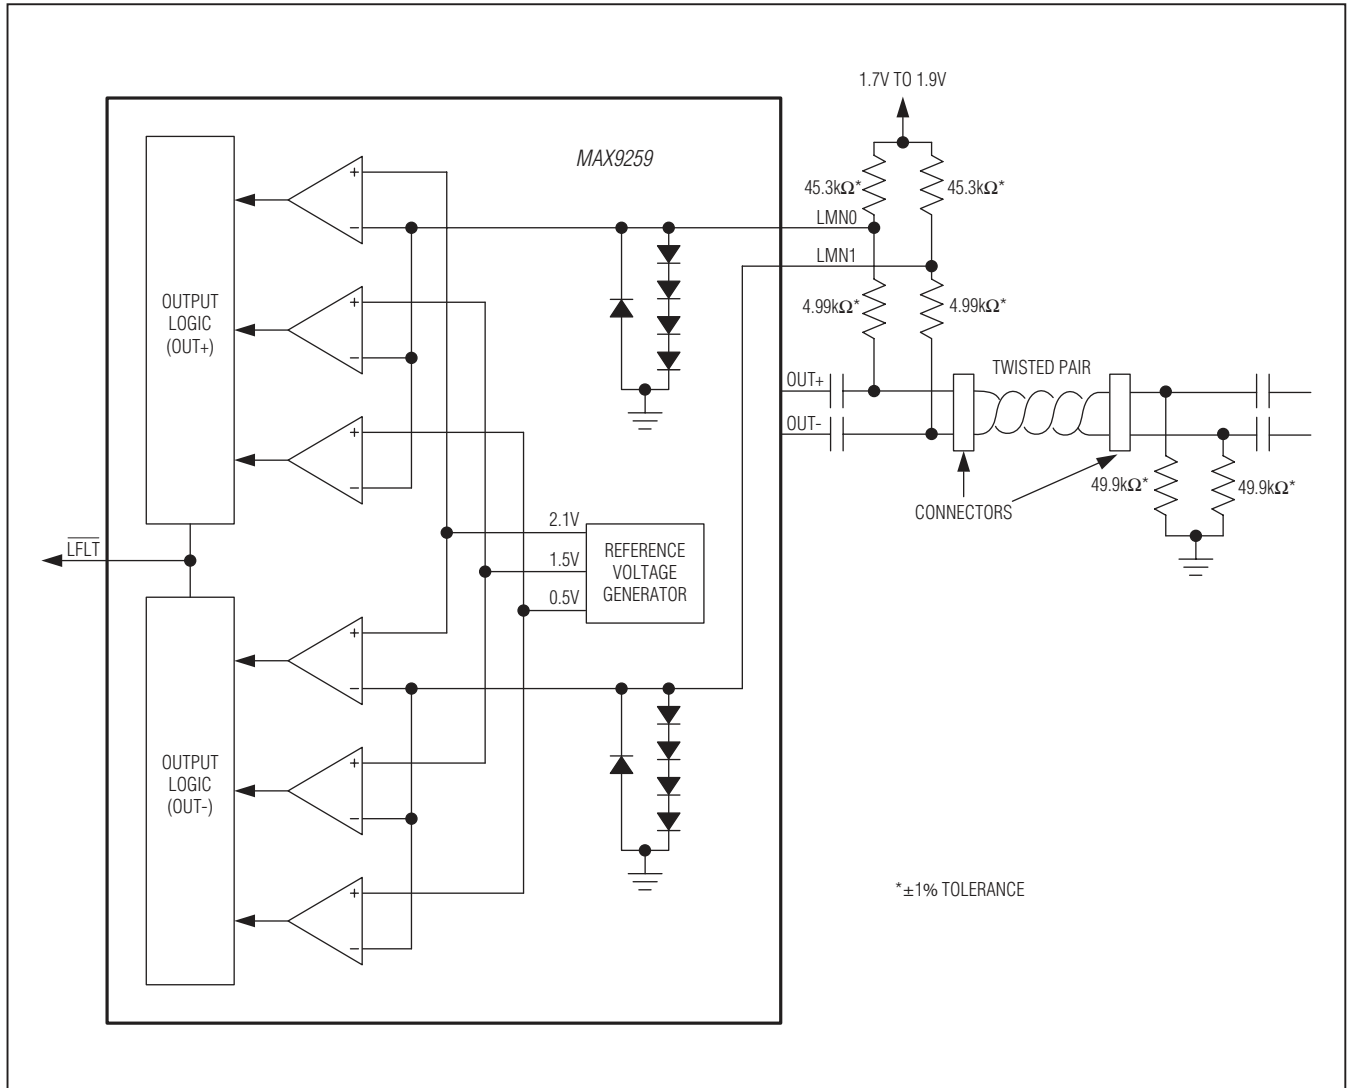 1.7V TO 1.9V
MAX9259
45.3kΩ*
45.3kΩ*
LMN0
LMN1
4.99kΩ*
4.99kΩ*
OUTPUT
LOGIC
(OUT+)
+
−
+
−
+
−
OUT+
OUT-
TWISTED PAIR
CONNECTORS
49.9kΩ*
49.9kΩ*
LFLT
2.1V
1.5V
0.5V
REFERENCE
VOLTAGE
GENERATOR
OUTPUT
LOGIC
(OUT-)
+
−
+
−
+
−
*±1% TOLERANCE